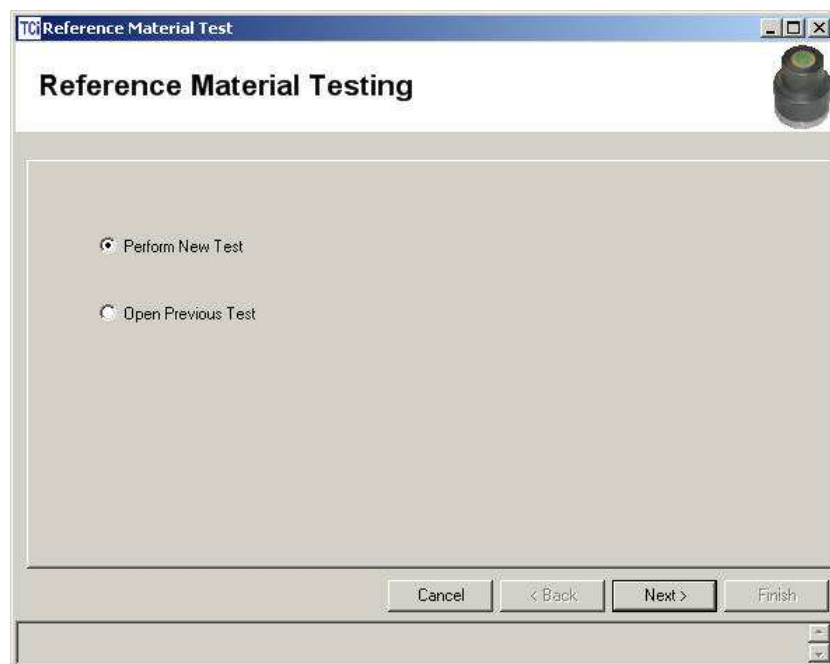 TCi Reference Material Test
Reference Material Testing
Perform New Test
Open Previous Test
Cancel < Back Next > Finish